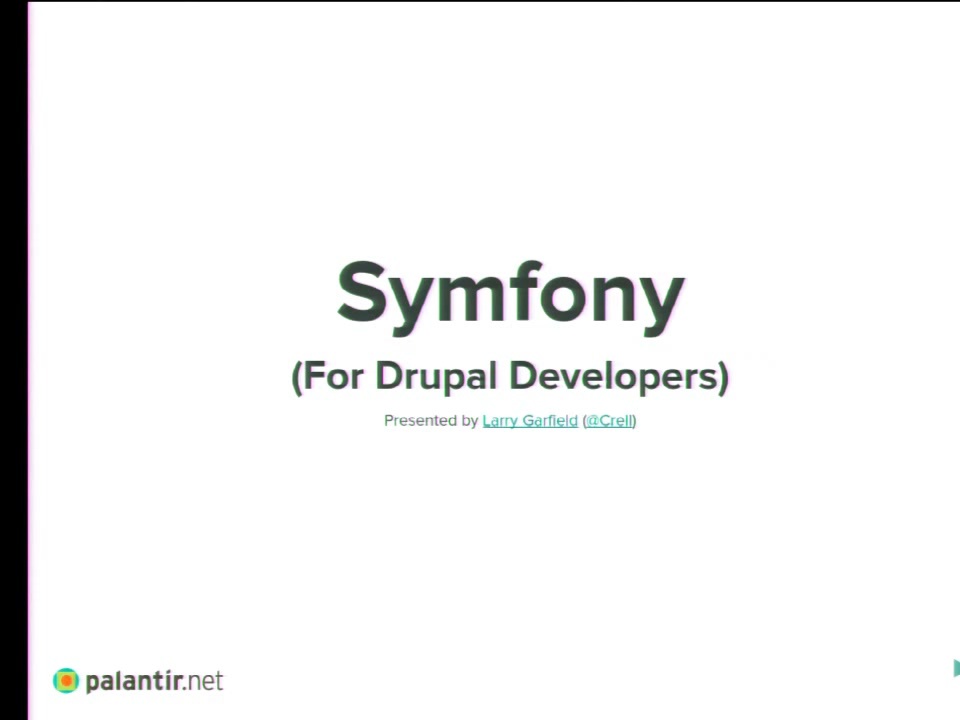 Symfony
(For Drupal Developers)
Presented by Larry Garfield (@Crell)
palantir.net